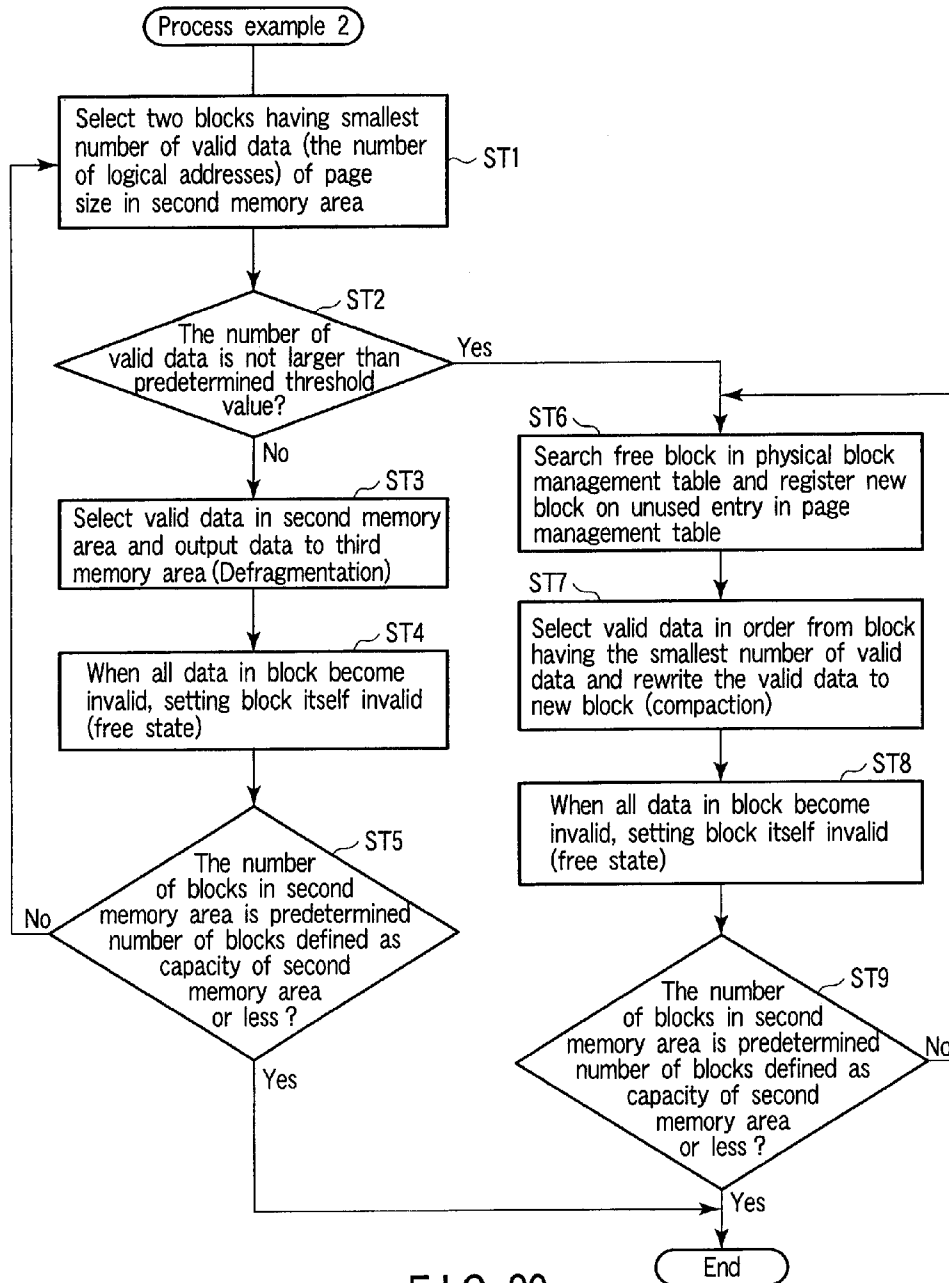 Process example 2
Select two blocks having smallest
number of valid data (the number
of logical addresses) of page
size in second memory area
ST1
ST2
The number of
valid data is not larger than
predetermined threshold
value?
Yes
No
ST3
Select valid data in second memory
area and output data to third
memory area (Defragmentation)
ST4
When all data in block become
invalid, setting block itself invalid
(free state)
ST5
The number
of blocks in second
memory area is predetermined
number of blocks defined as
capacity of second
memory area
or less ?
No
Yes
ST6
Search free block in physical block
management table and register new
block on unused entry in page
management table
ST7
Select valid data in order from block
having the smallest number of valid
data and rewrite the valid data to
new block (compaction)
ST8
When all data in block become
invalid, setting block itself invalid
(free state)
ST9
The number
of blocks in second
memory area is predetermined
number of blocks defined as
capacity of second
memory area
or less ?
No
Yes
End